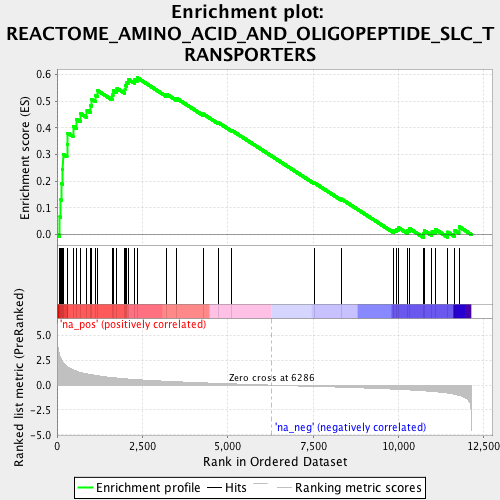 Enrichment plot:
REACTOME_AMINO_ACID_AND_OLIGOPEPTIDE_SLC_T
RANSPORTERS
Enrichment score (ES)
0.6
0.5
0.4
0.3
0.2
0.1
0.0
Ranked list metric (PreRanked)
'na_pos' (positively correlated)
5.0
2.5
0.0
-2.5
-5.0
Zero cross at 6286
'na_neg' (negatively correlated)
0
2,500
5,000
7,500
10,000
12,500
Rank in Ordered Dataset
Enrichment profile
Hits
Ranking metric scores